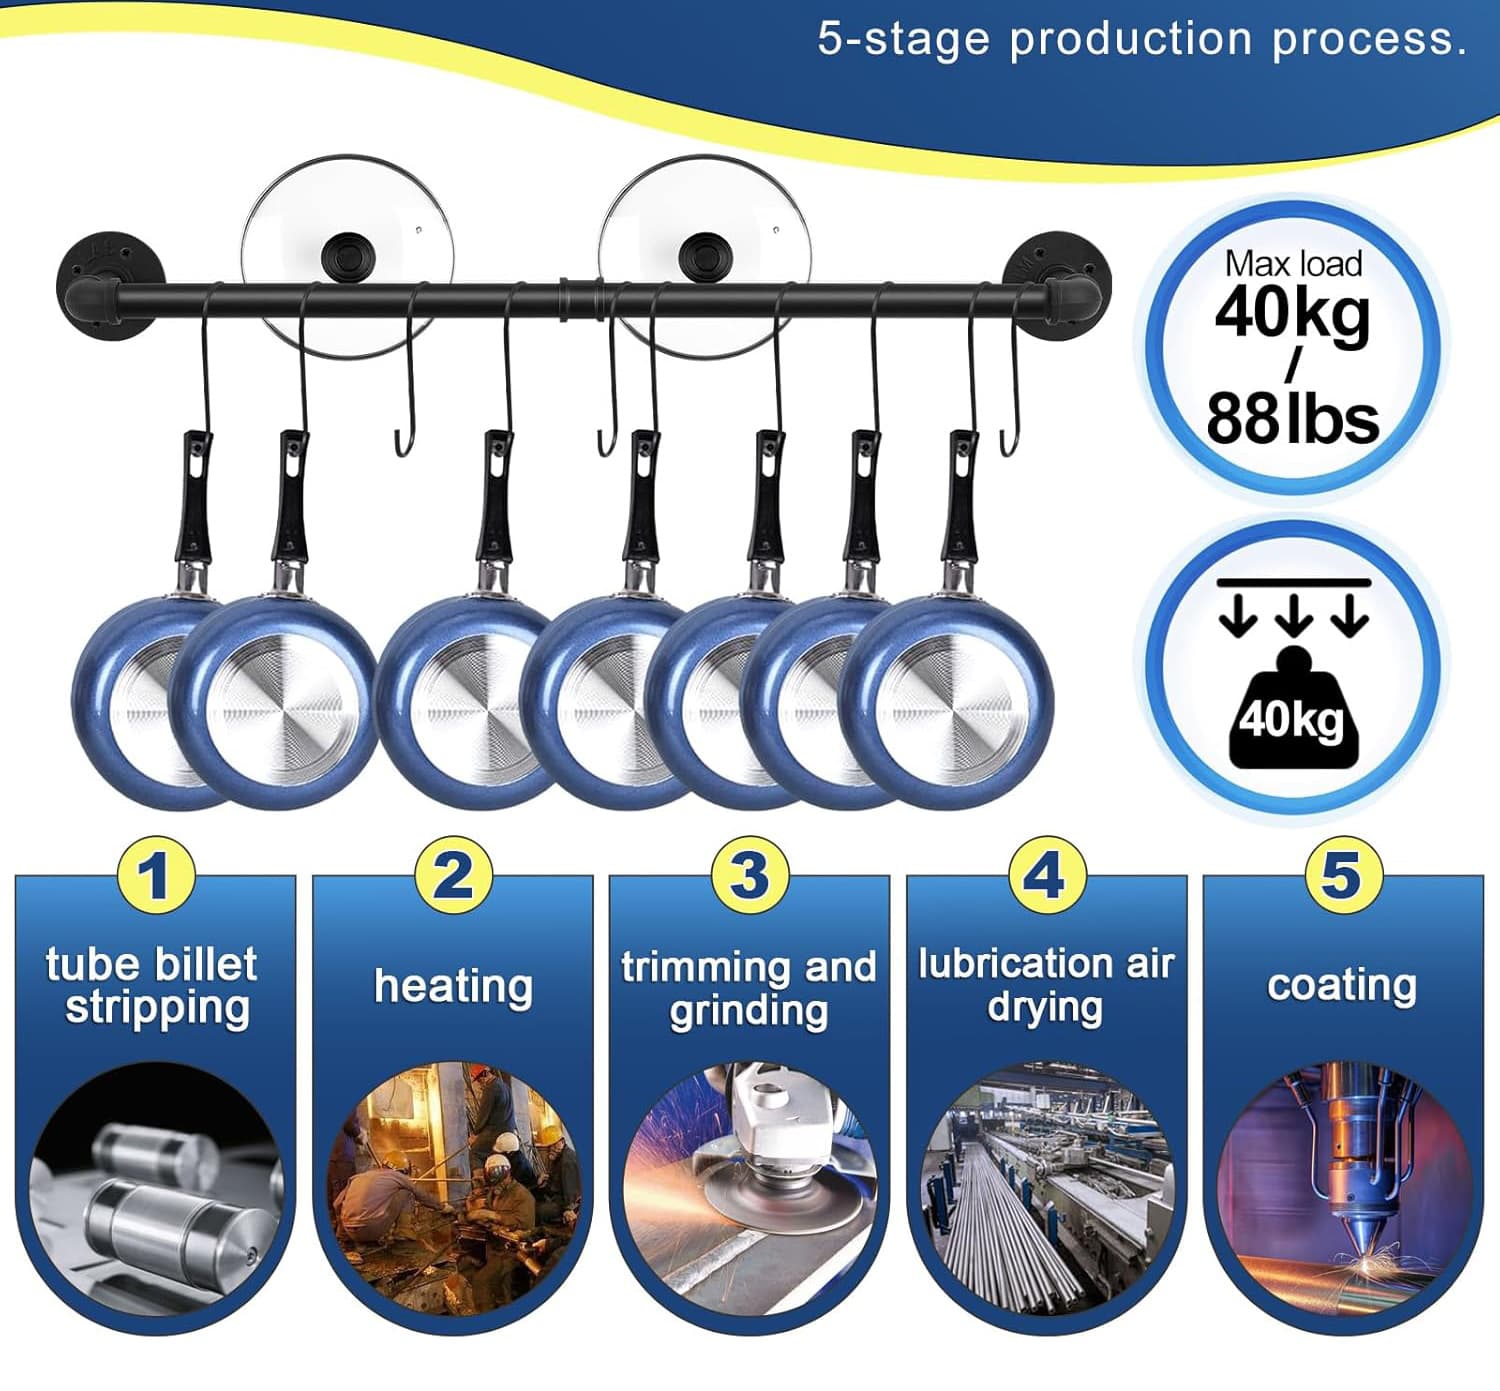 5-stage production process.
Max load
40kg
/
88lbs
40kg
1
2
3
4
5
tube billet
stripping
heating
trimming and
grinding
lubrication air
drying
coating